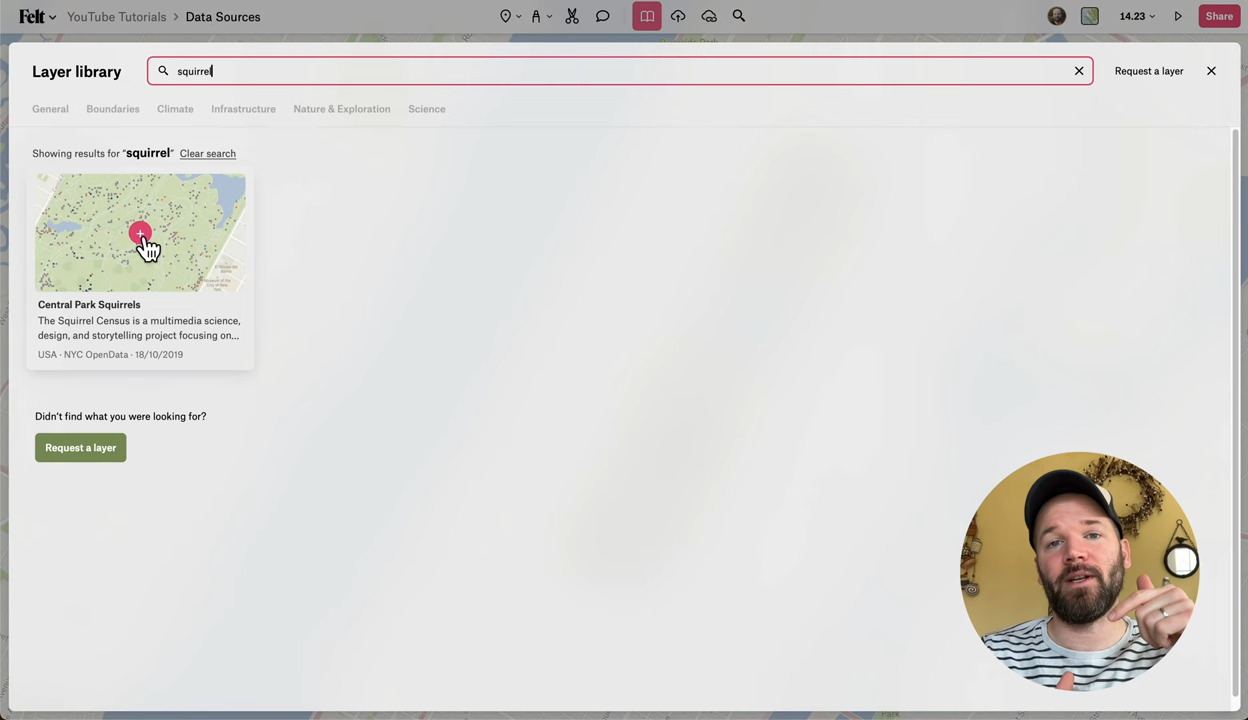 Felt
YouTube Tutorials > Data Sources
14.23
Share
Layer library
squirrel
Request a layer
General
Boundaries
Climate
Infrastructure
Nature & Exploration
Science
Showing results for “squirrel” Clear search
Central Park Squirrels
The Squirrel Census is a multimedia science,
design, and storytelling project focusing on...
USA · NYC OpenData · 18/10/2019
Didn’t find what you were looking for?
Request a layer